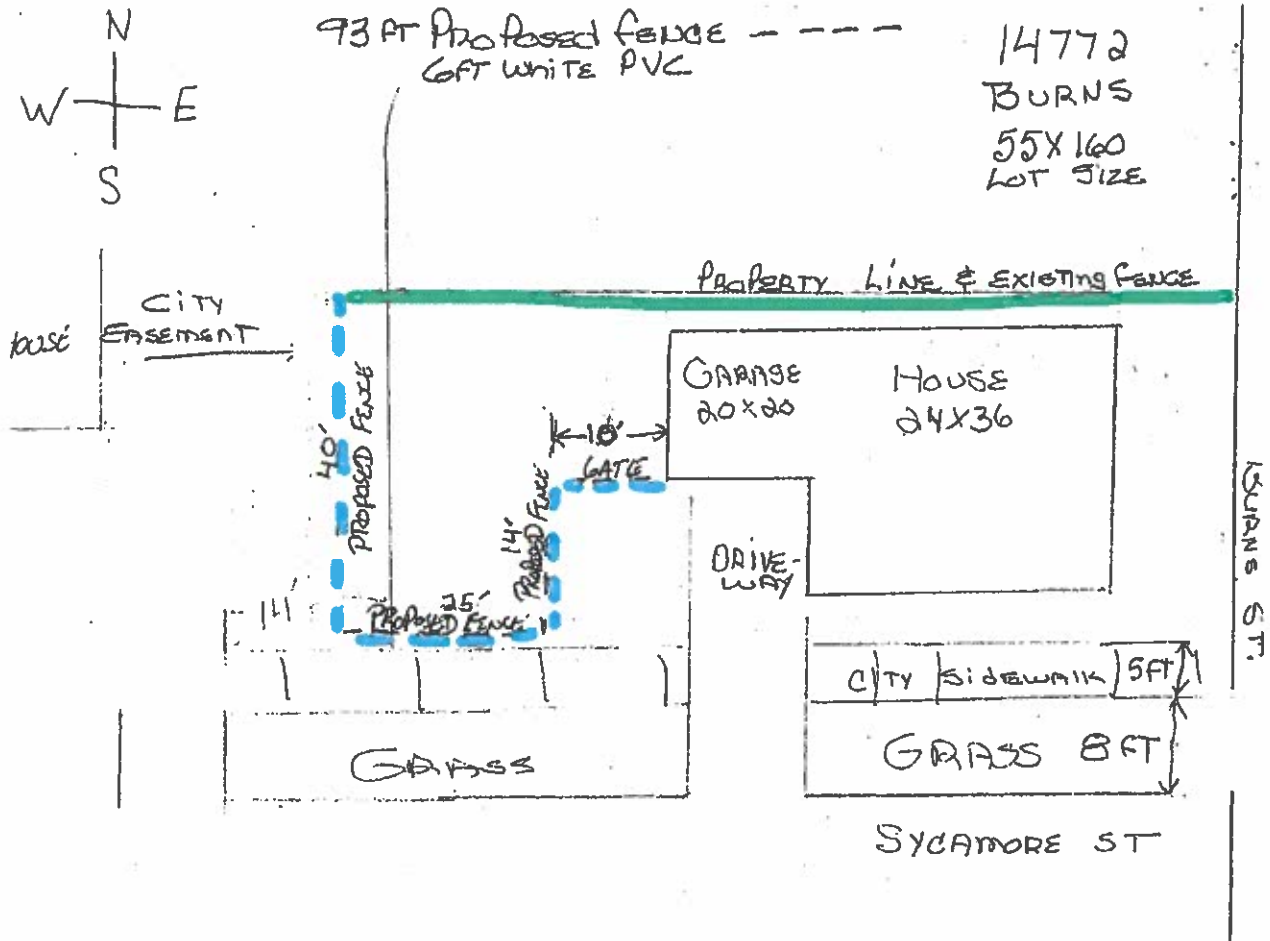 N
W E
S
93 FT PROPOSED FENCE - - - -
6FT WHITE PVC
14772
BURNS
55X160
LOT SIZE
PROPERTY LINE & EXISTING FENCE
CITY
EASEMENT
GARAGE
20X20
HOUSE
24X36
40'
PROPOSED FENCE
GATE
14'
PROPOSED FENCE
25'
PROPOSED FENCE
DRIVE-
WAY
BURNS ST.
CITY SIDEWALK 5FT
GRASS
GRASS 8FT
SYCAMORE ST